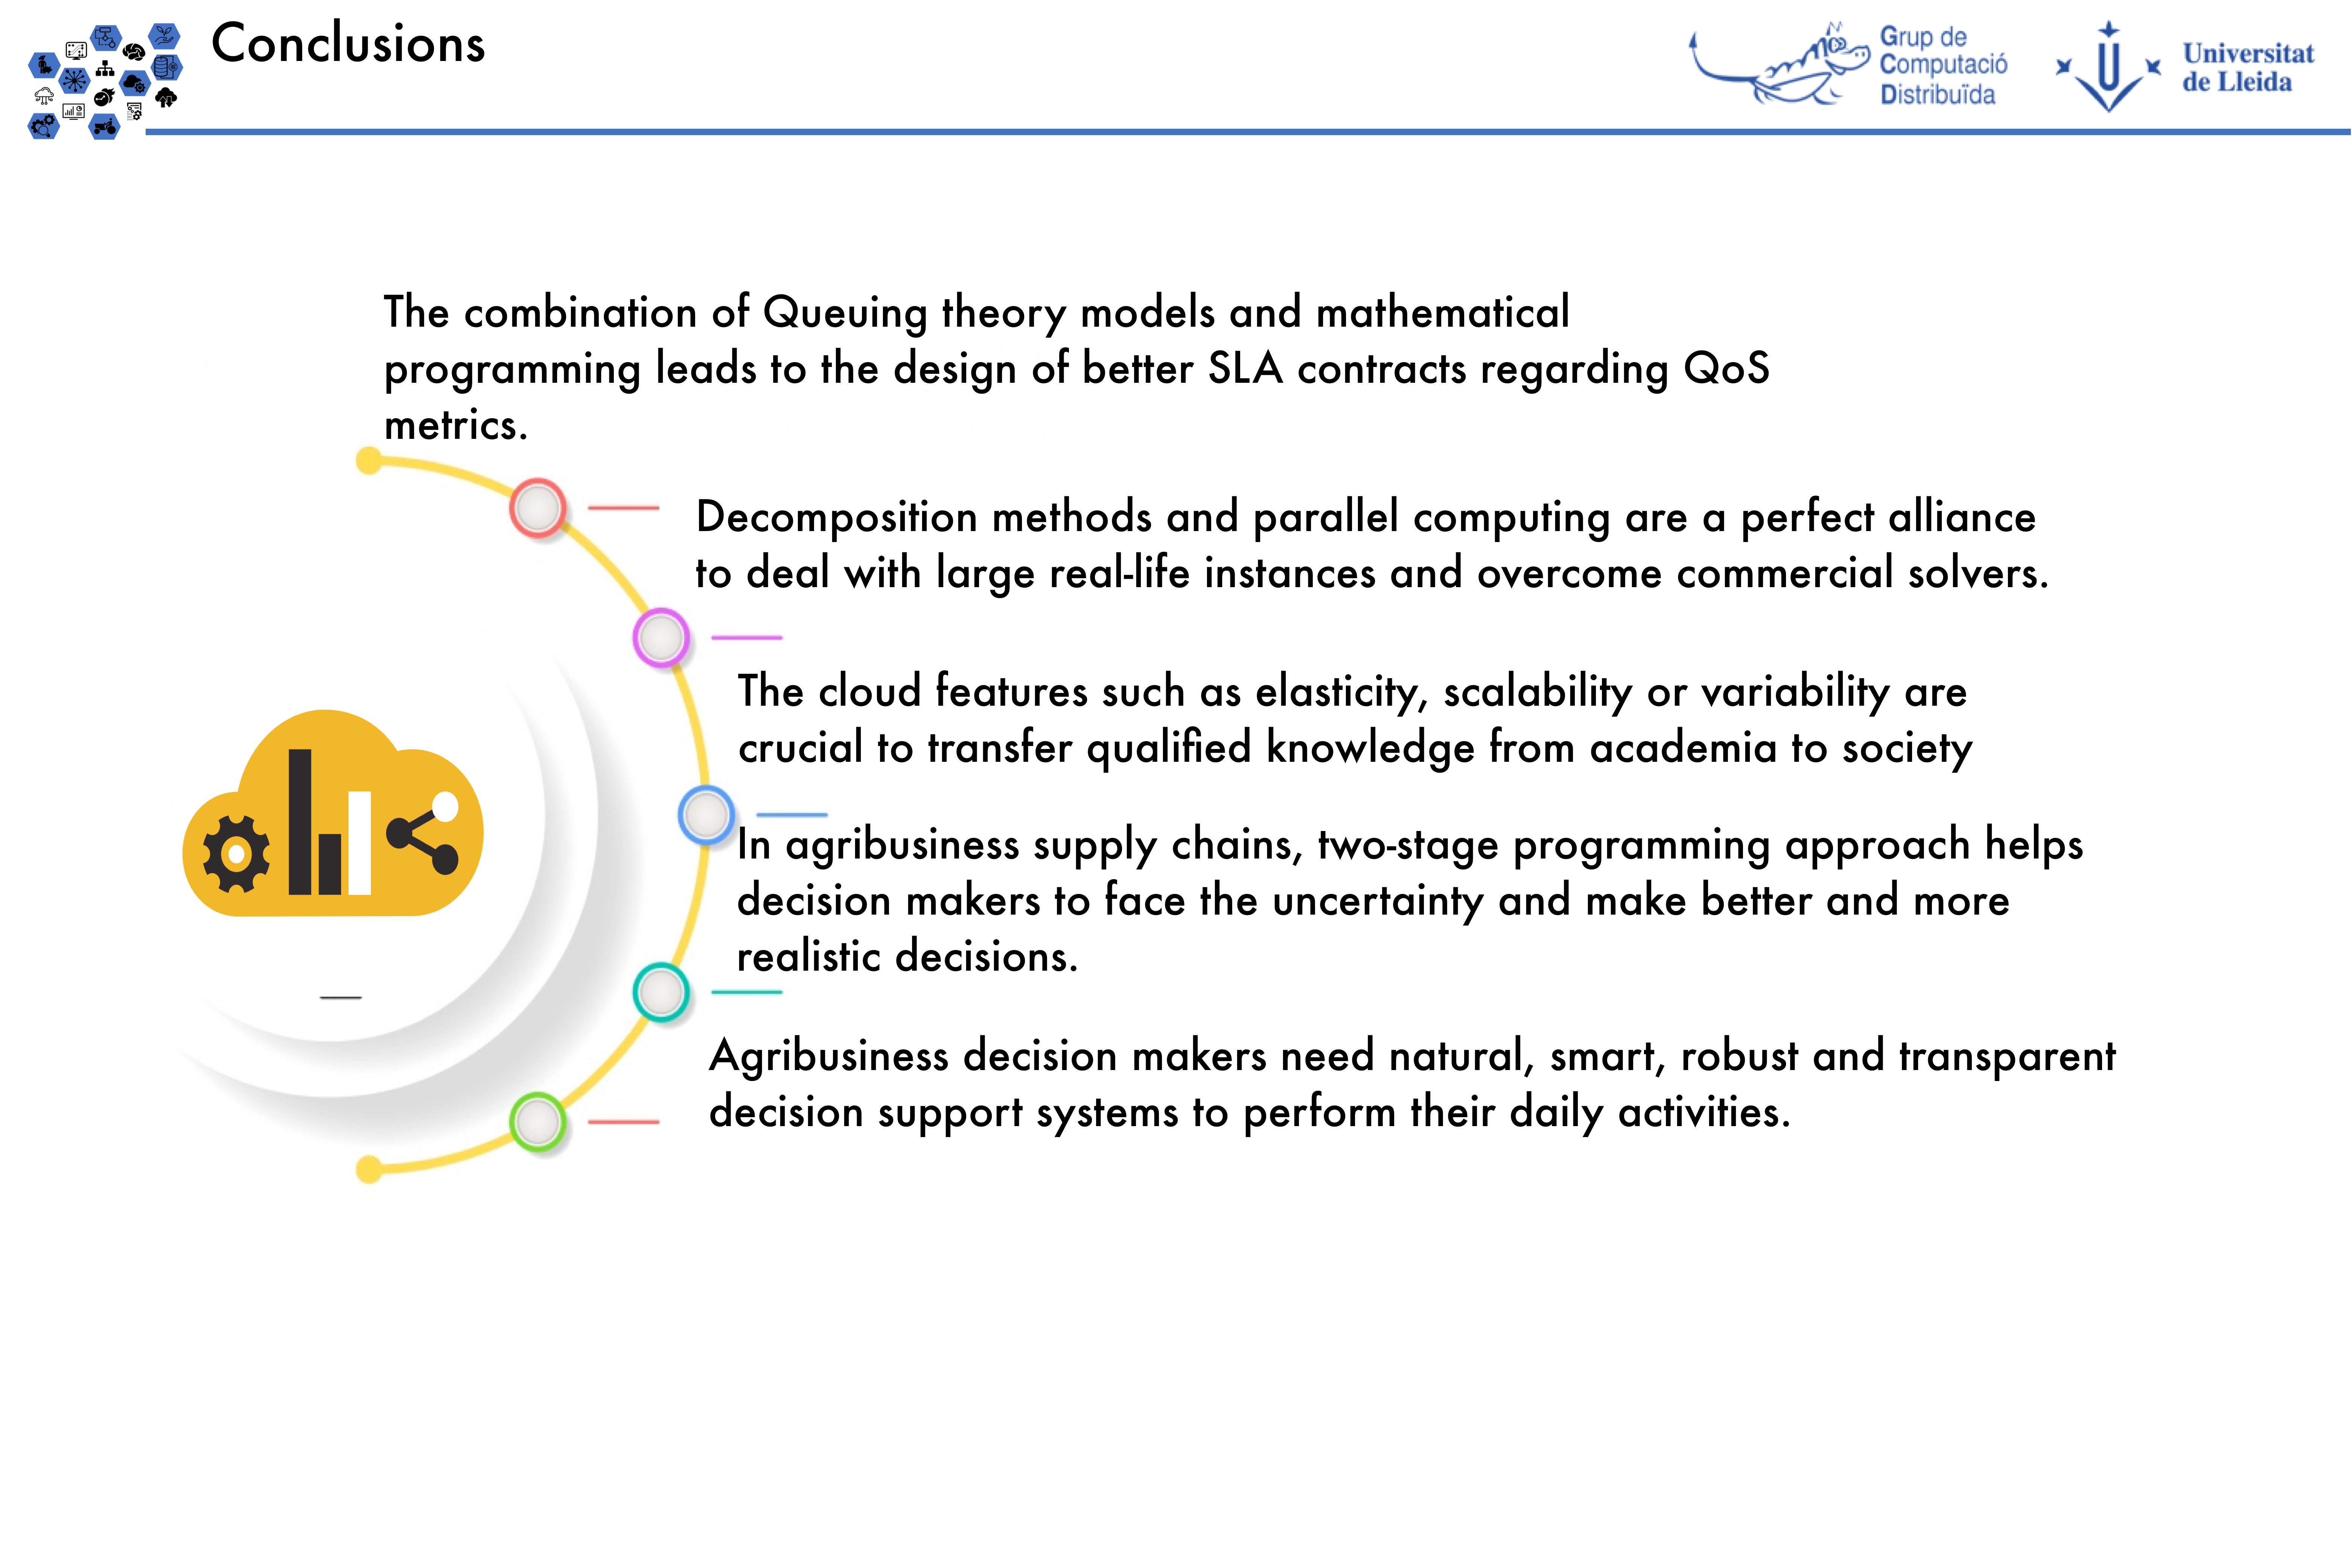 Conclusions
Grup de
Computació
Distribuïda
Universitat
de Lleida
The combination of Queuing theory models and mathematical
programming leads to the design of better SLA contracts regarding QoS
metrics.
Decomposition methods and parallel computing are a perfect alliance
to deal with large real-life instances and overcome commercial solvers.
The cloud features such as elasticity, scalability or variability are
crucial to transfer qualified knowledge from academia to society
In agribusiness supply chains, two-stage programming approach helps
decision makers to face the uncertainty and make better and more
realistic decisions.
Agribusiness decision makers need natural, smart, robust and transparent
decision support systems to perform their daily activities.